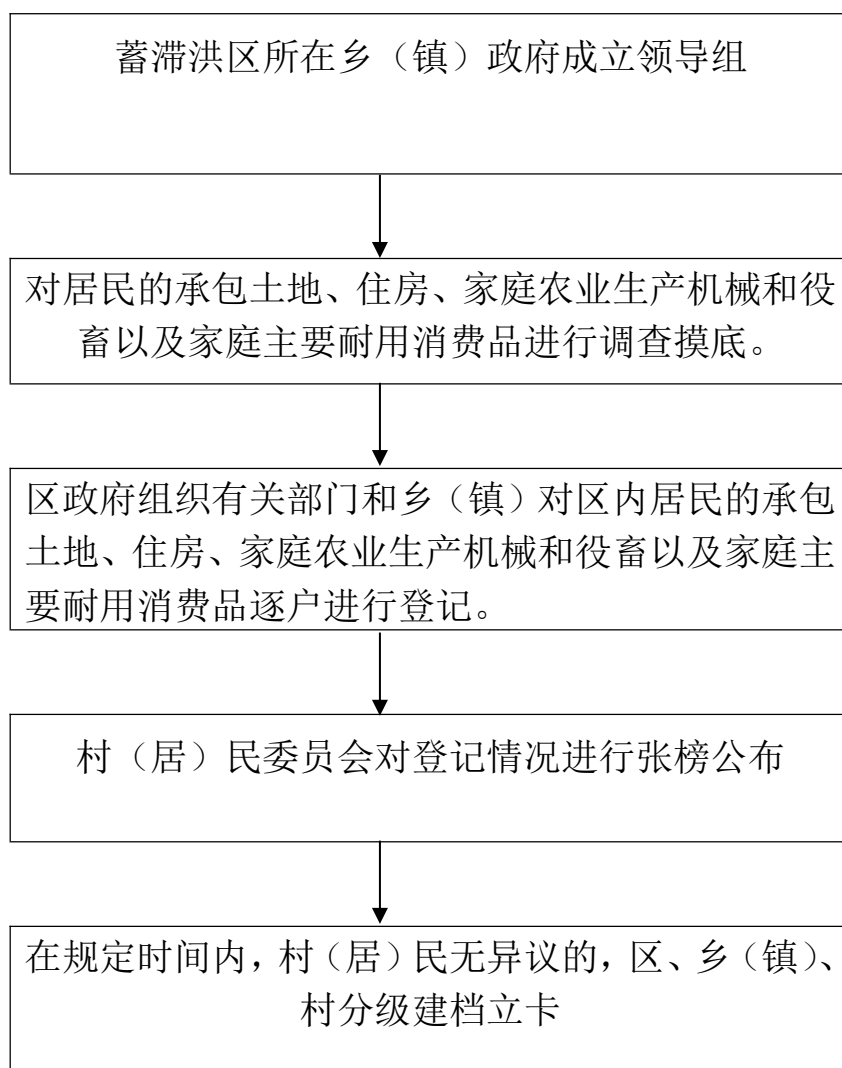 蓄滞洪区所在乡（镇）政府成立领导组
对居民的承包土地、住房、家庭农业生产机械和役
畜以及家庭主要耐用消费品进行调查摸底。
区政府组织有关部门和乡（镇）对区内居民的承包
土地、住房、家庭农业生产机械和役畜以及家庭主
要耐用消费品逐户进行登记。
村（居）民委员会对登记情况进行张榜公布
在规定时间内，村（居）民无异议的，区、乡（镇）、
村分级建档立卡